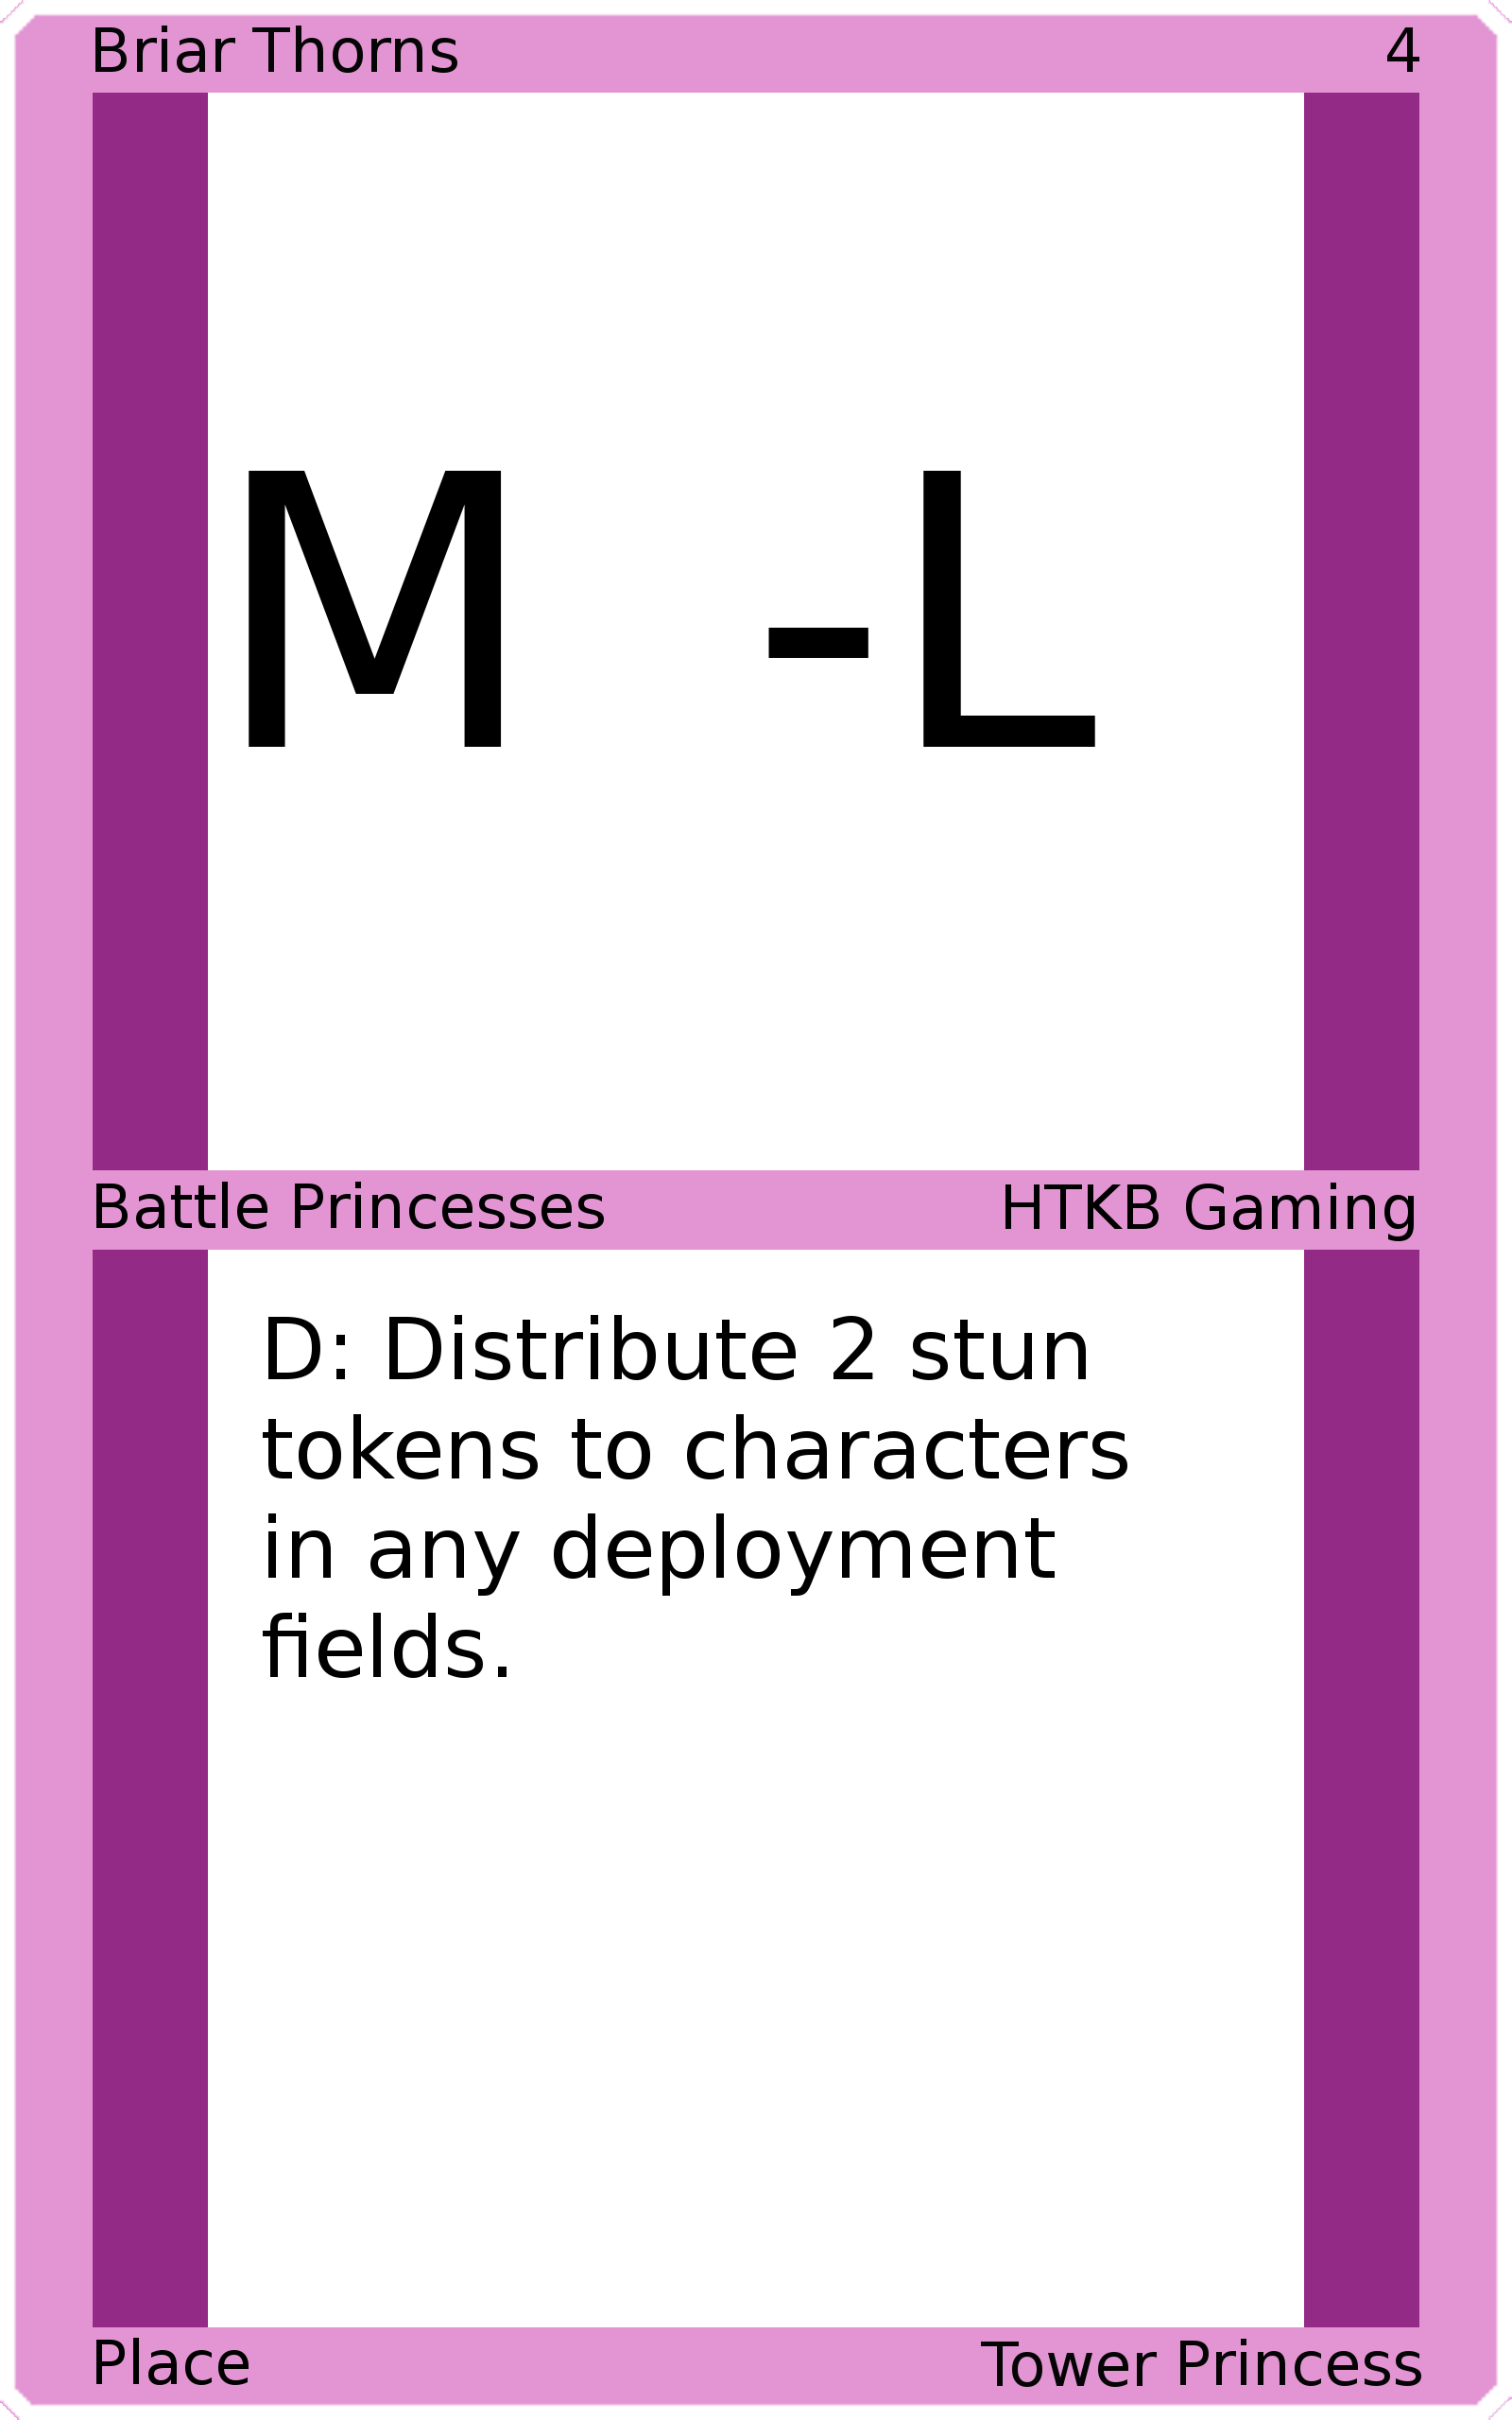 Briar Thorns 4
M -L
Battle Princesses HTKB Gaming
D: Distribute 2 stun
tokens to characters
in any deployment
fields.
Place Tower Princess